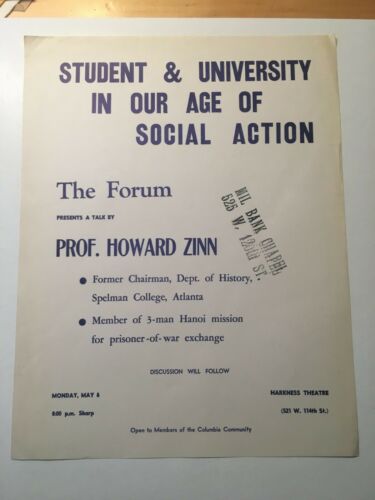 STUDENT & UNIVERSITY
IN OUR AGE OF
SOCIAL ACTION
The Forum
PRESENTS A TALK BY
PROF. HOWARD ZINN
MIL BANK CHAPEL
525 W. 120th ST.
• Former Chairman, Dept. of History,
Spelman College, Atlanta
• Member of 3-man Hanoi mission
for prisoner-of-war exchange
DISCUSSION WILL FOLLOW
MONDAY, MAY 6
8:00 p.m. Sharp
HARKNESS THEATRE
(521 W. 114th St.)
Open to Members of the Columbia Community